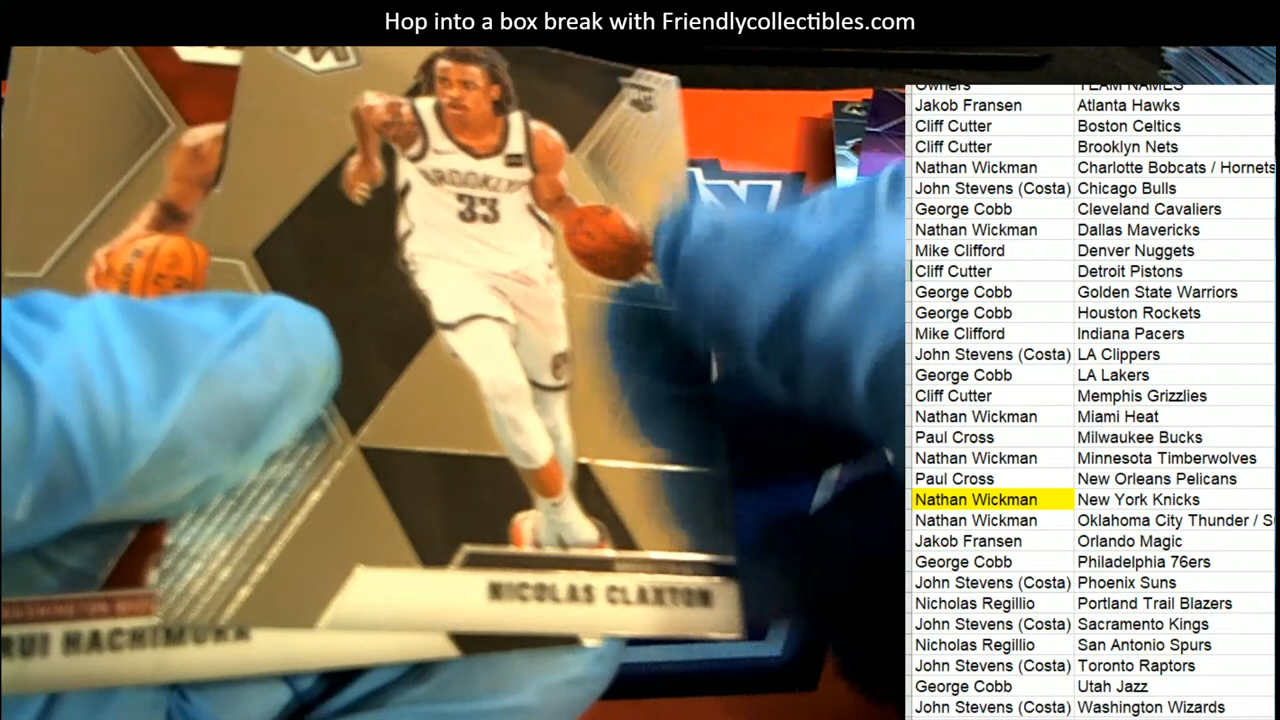 Hop into a box break with Friendlycollectibles.com
Owners TEAM NAMES
Jakob Fransen Atlanta Hawks
Cliff Cutter Boston Celtics
Cliff Cutter Brooklyn Nets
Nathan Wickman Charlotte Bobcats / Hornets
John Stevens (Costa) Chicago Bulls
George Cobb Cleveland Cavaliers
Nathan Wickman Dallas Mavericks
Mike Clifford Denver Nuggets
Cliff Cutter Detroit Pistons
George Cobb Golden State Warriors
George Cobb Houston Rockets
Mike Clifford Indiana Pacers
John Stevens (Costa) LA Clippers
George Cobb LA Lakers
Cliff Cutter Memphis Grizzlies
Nathan Wickman Miami Heat
Paul Cross Milwaukee Bucks
Nathan Wickman Minnesota Timberwolves
Paul Cross New Orleans Pelicans
Nathan Wickman New York Knicks
Nathan Wickman Oklahoma City Thunder / S
Jakob Fransen Orlando Magic
George Cobb Philadelphia 76ers
John Stevens (Costa) Phoenix Suns
Nicholas Regillio Portland Trail Blazers
John Stevens (Costa) Sacramento Kings
Nicholas Regillio San Antonio Spurs
John Stevens (Costa) Toronto Raptors
George Cobb Utah Jazz
John Stevens (Costa) Washington Wizards
RC
BROOKLYN
33
NICOLAS CLAXTON
RUI HACHIMURA